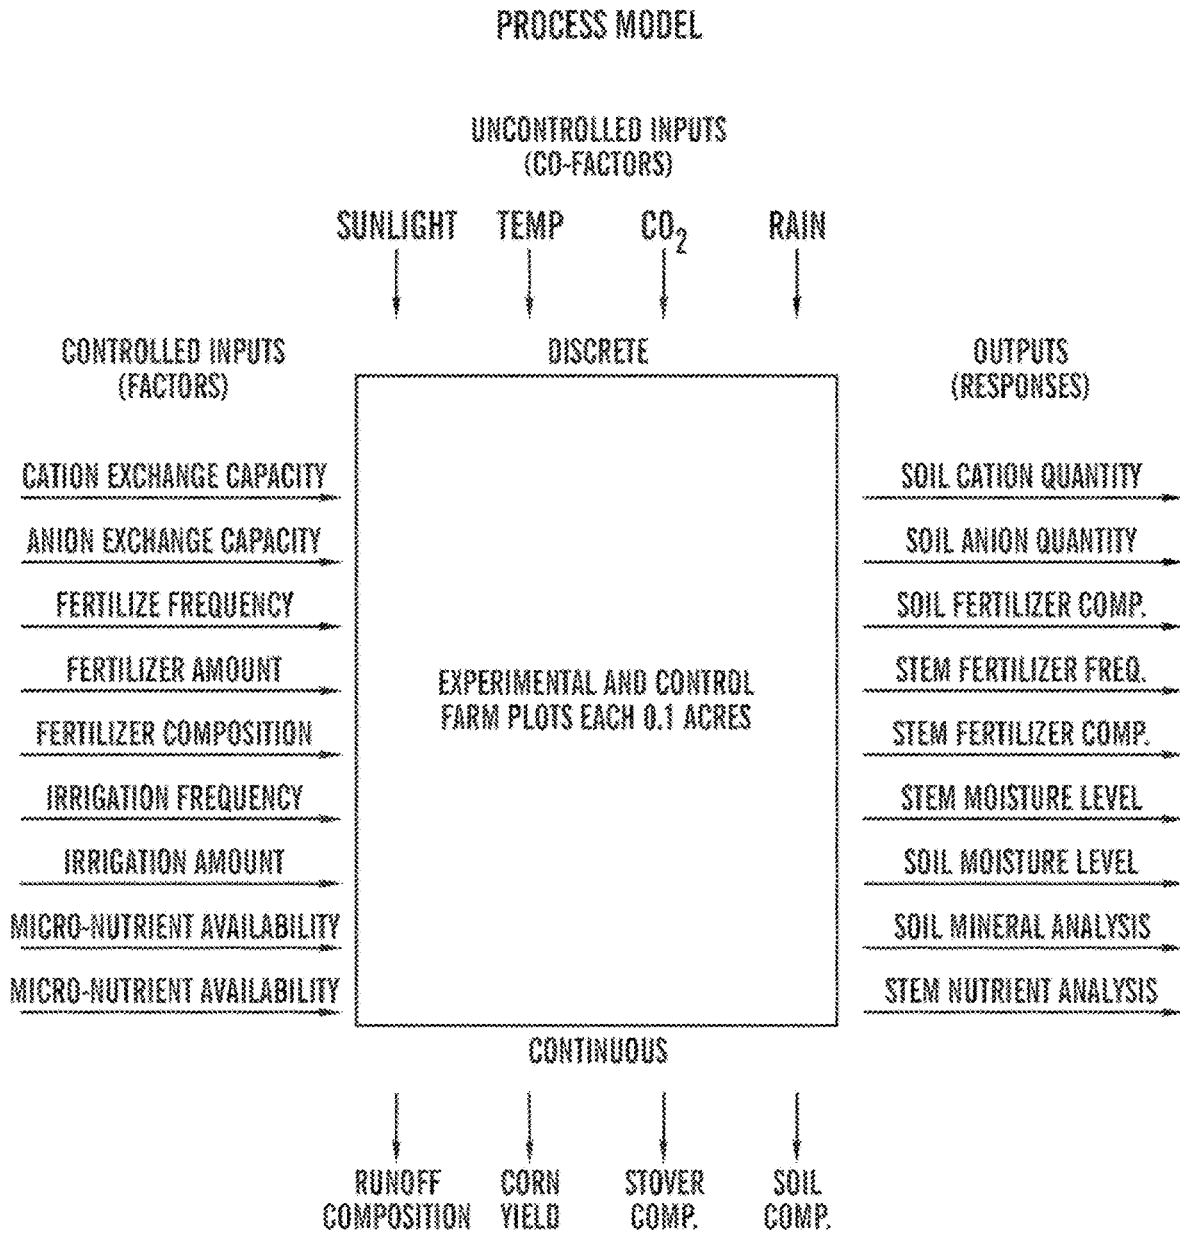 PROCESS MODEL
UNCONTROLLED INPUTS
(CO-FACTORS)
SUNLIGHT TEMP CO₂ RAIN
DISCRETE
CONTROLLED INPUTS
(FACTORS)
CATION EXCHANGE CAPACITY
ANION EXCHANGE CAPACITY
FERTILIZE FREQUENCY
FERTILIZER AMOUNT
FERTILIZER COMPOSITION
IRRIGATION FREQUENCY
IRRIGATION AMOUNT
MICRO-NUTRIENT AVAILABILITY
MICRO-NUTRIENT AVAILABILITY
EXPERIMENTAL AND CONTROL
FARM PLOTS EACH 0.1 ACRES
OUTPUTS
(RESPONSES)
SOIL CATION QUANTITY
SOIL ANION QUANTITY
SOIL FERTILIZER COMP.
STEM FERTILIZER FREQ.
STEM FERTILIZER COMP.
STEM MOISTURE LEVEL
SOIL MOISTURE LEVEL
SOIL MINERAL ANALYSIS
STEM NUTRIENT ANALYSIS
CONTINUOUS
RUNOFF
COMPOSITION
CORN
YIELD
STOVER
COMP.
SOIL
COMP.